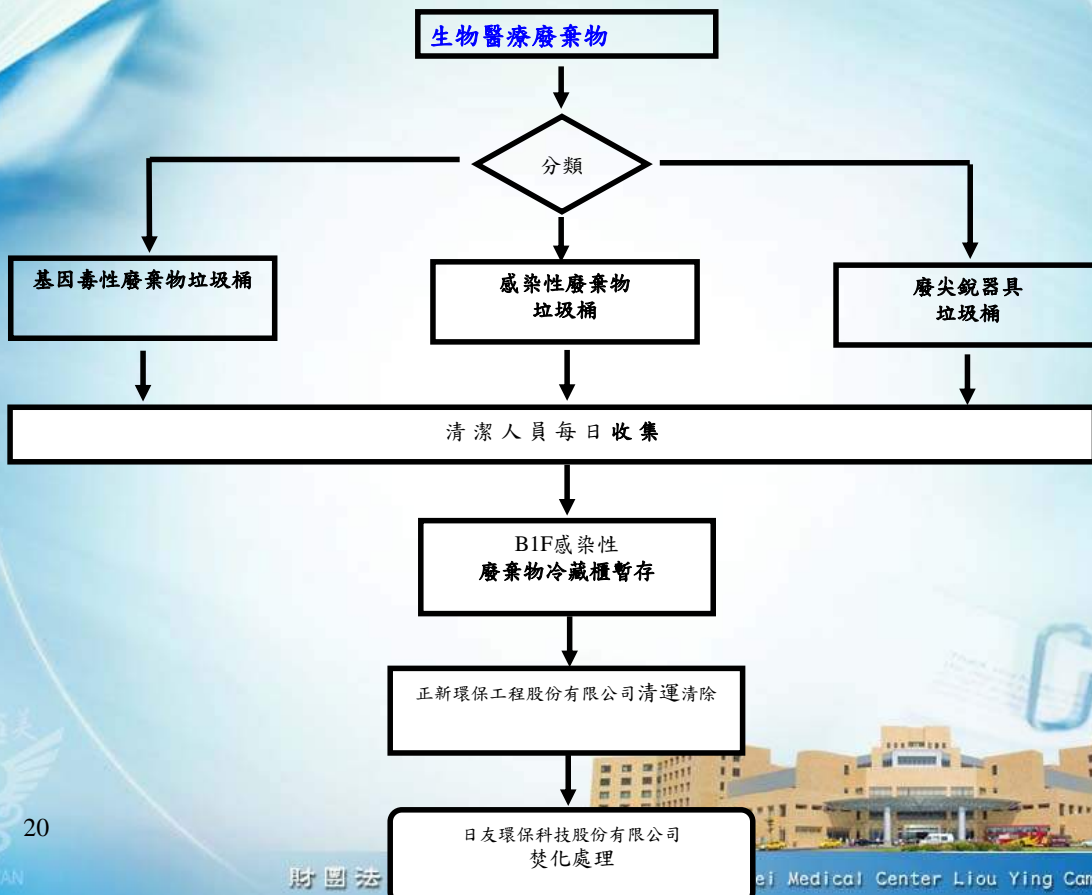 生物醫療廢棄物
分類
基因毒性廢棄物垃圾桶
感染性廢棄物
垃圾桶
廢尖銳器具
垃圾桶
清潔人員每日收集
B1F感染性
廢棄物冷藏櫃暫存
正新環保工程股份有限公司清運清除
日友環保科技股份有限公司
焚化處理
20
財團法
ei Medical Center Liou Ying Cam